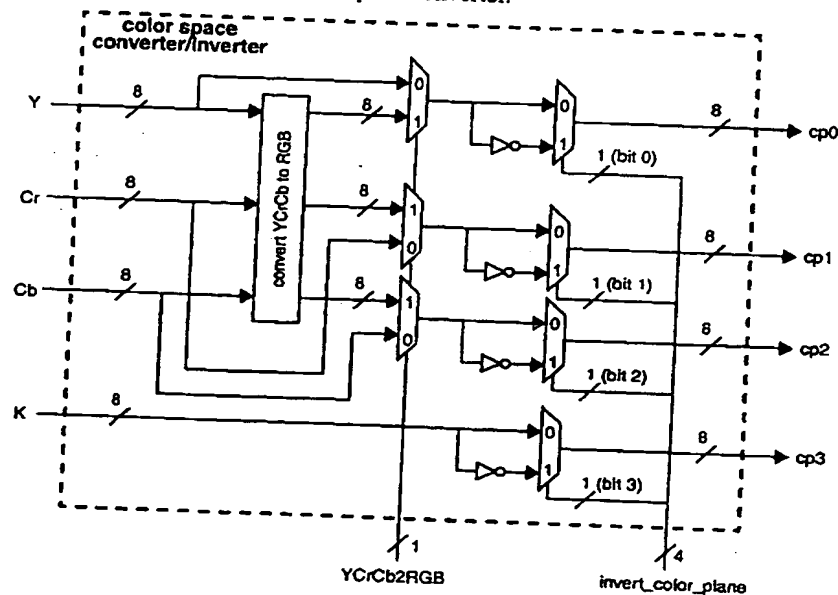 color space
converter/inverter
Y
8
8
0
1
0
1
8
cp0
1 (bit 0)
Cr
8
convert YCrCb to RGB
8
1
0
0
1
8
cp1
1 (bit 1)
Cb
8
8
1
0
0
1
8
cp2
1 (bit 2)
K
8
0
1
8
cp3
1 (bit 3)
1
YCrCb2RGB
4
invert_color_plane